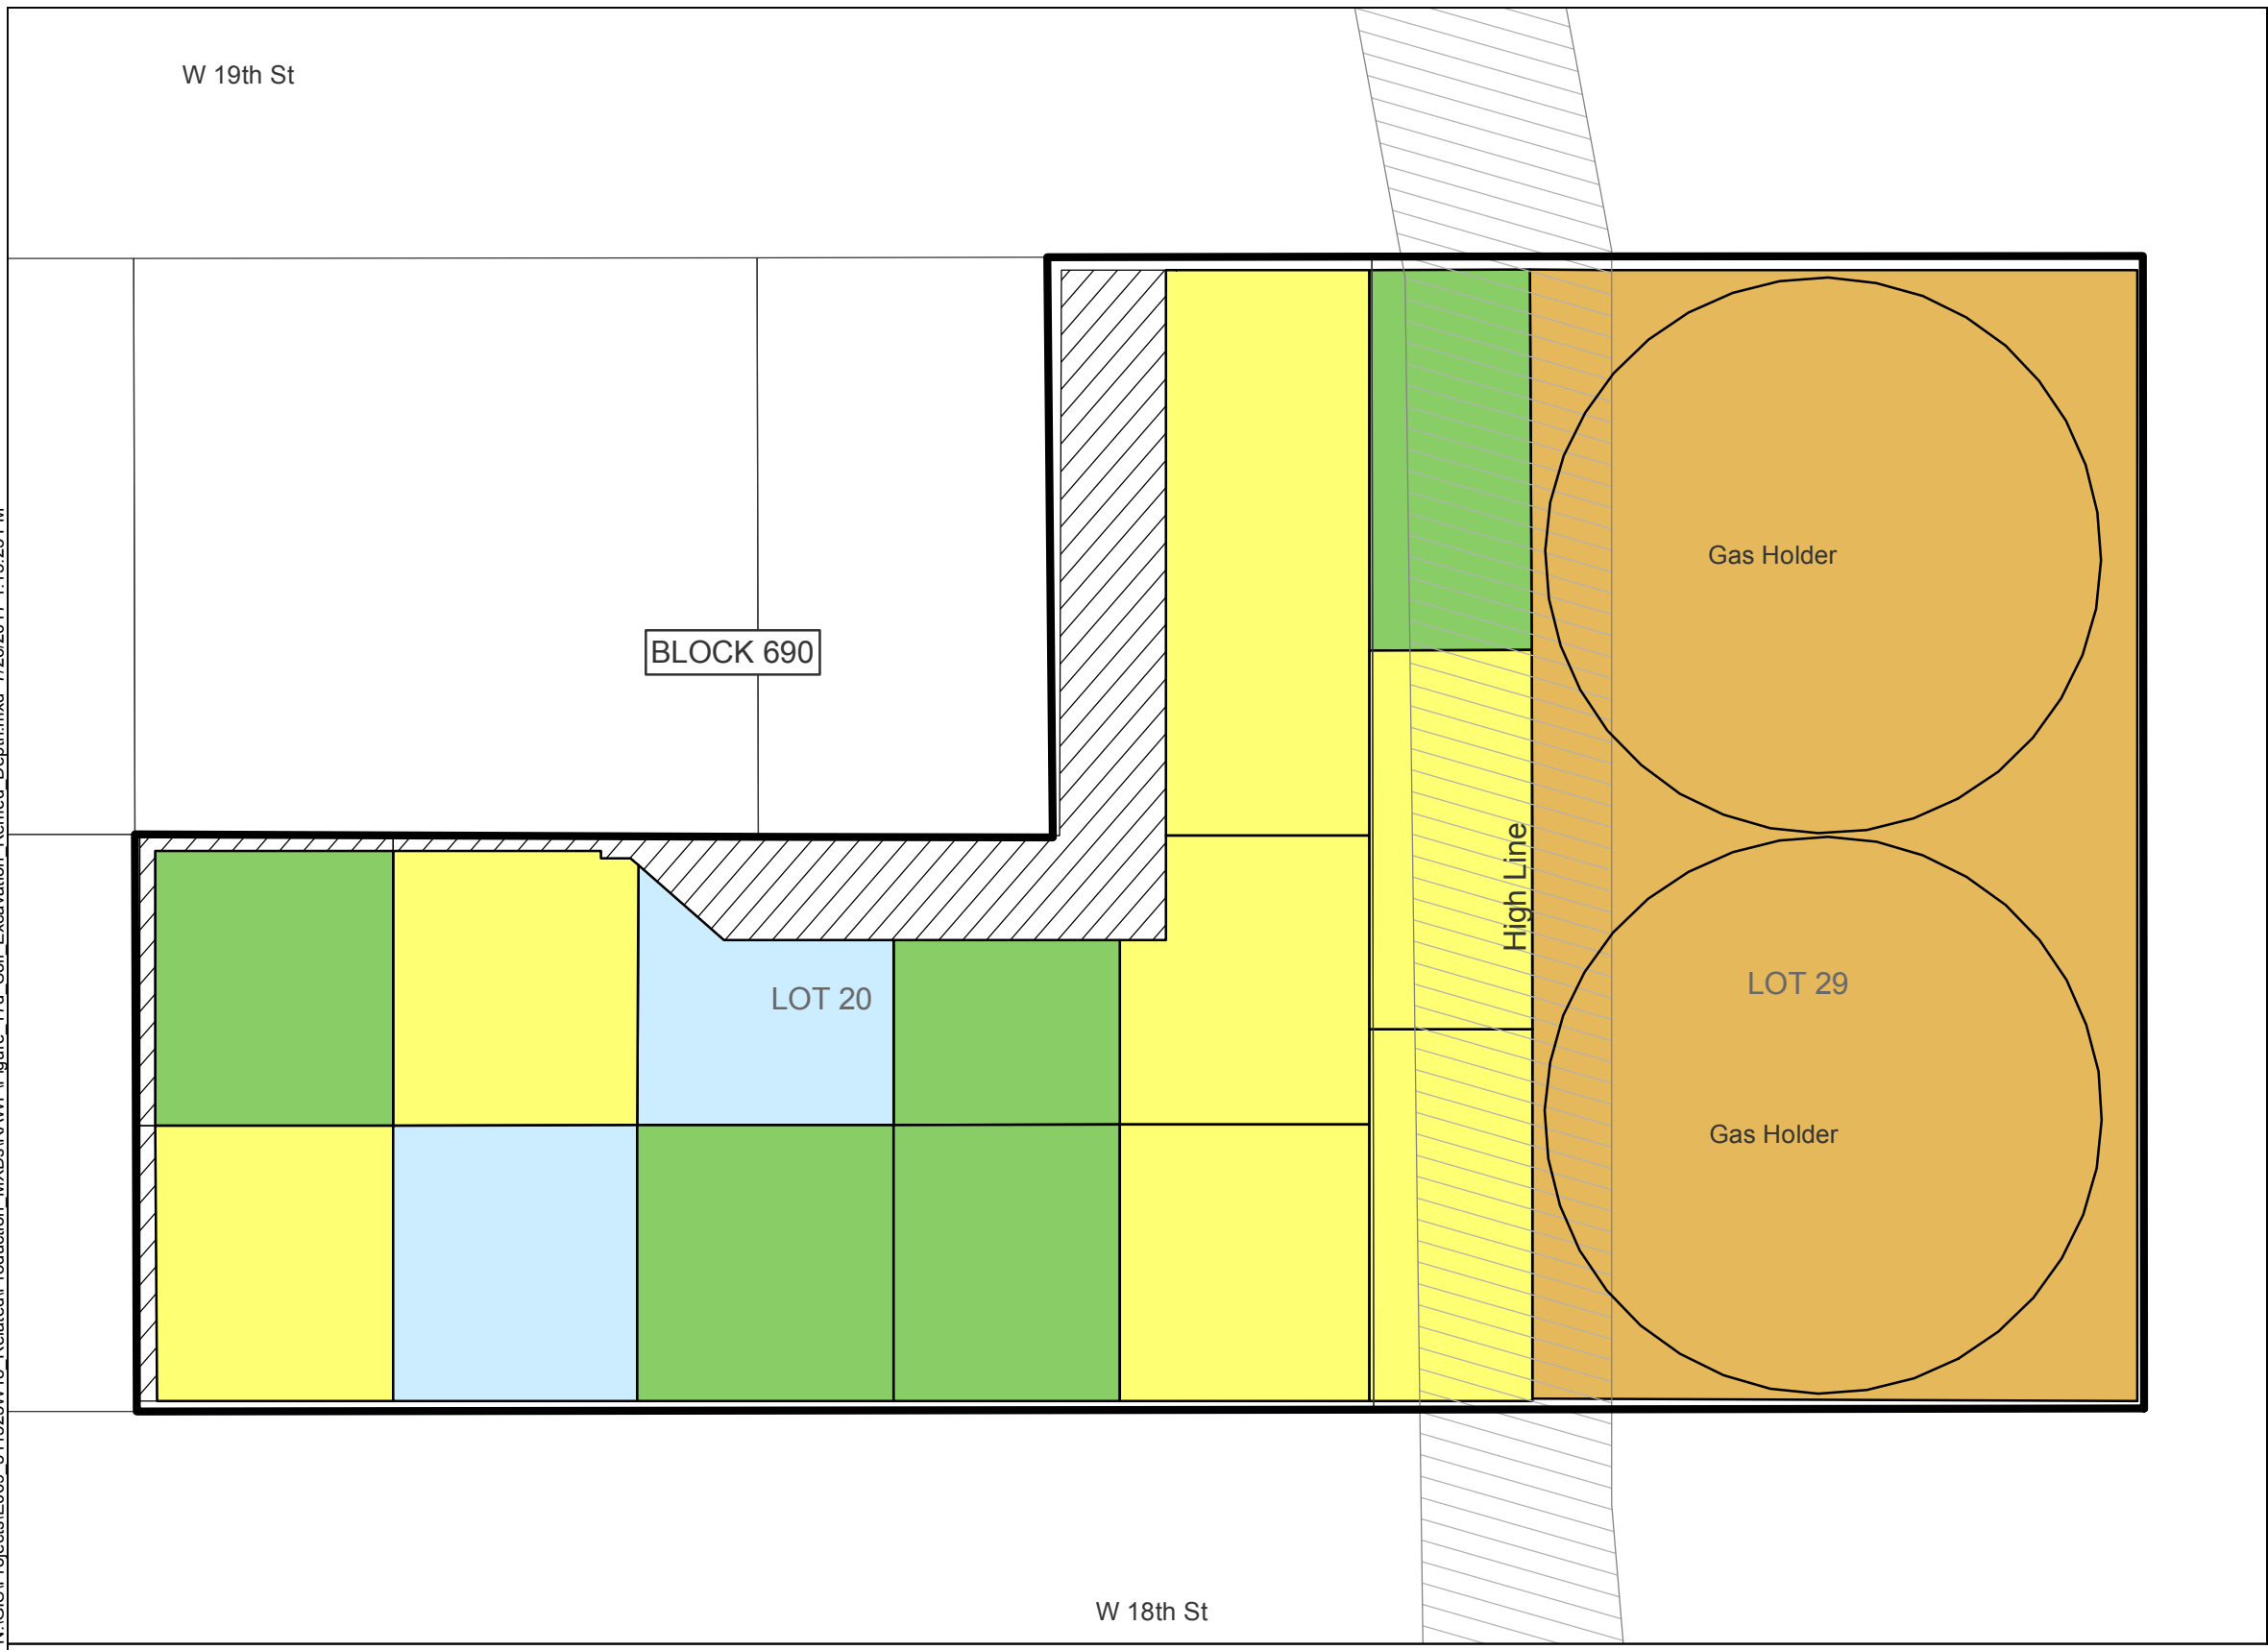 W 19th St
Gas Holder
BLOCK 690
High Line
LOT 20
LOT 29
Gas Holder
W 18th St